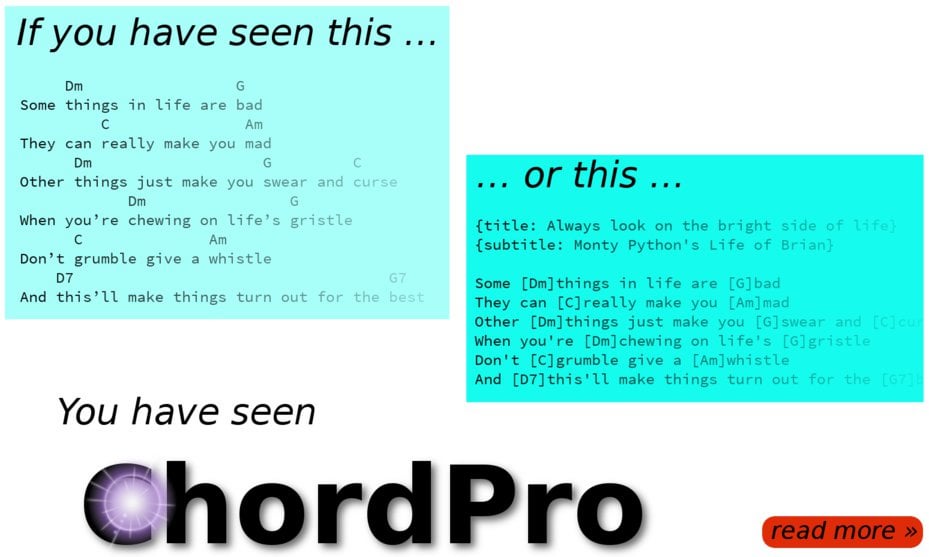 If you have seen this ...
Dm G
Some things in life are bad
C Am
They can really make you mad
Dm G C
Other things just make you swear and curse
Dm G
When you’re chewing on life’s gristle
C Am
Don’t grumble give a whistle
D7 G7
And this’ll make things turn out for the best
... or this ...
{title: Always look on the bright side of life}
{subtitle: Monty Python's Life of Brian}
Some [Dm]things in life are [G]bad
They can [C]really make you [Am]mad
Other [Dm]things just make you [G]swear and [C]cur
When you're [Dm]chewing on life's [G]gristle
Don't [C]grumble give a [Am]whistle
And [D7]this'll make things turn out for the [G7]b
You have seen
ChordPro
read more »